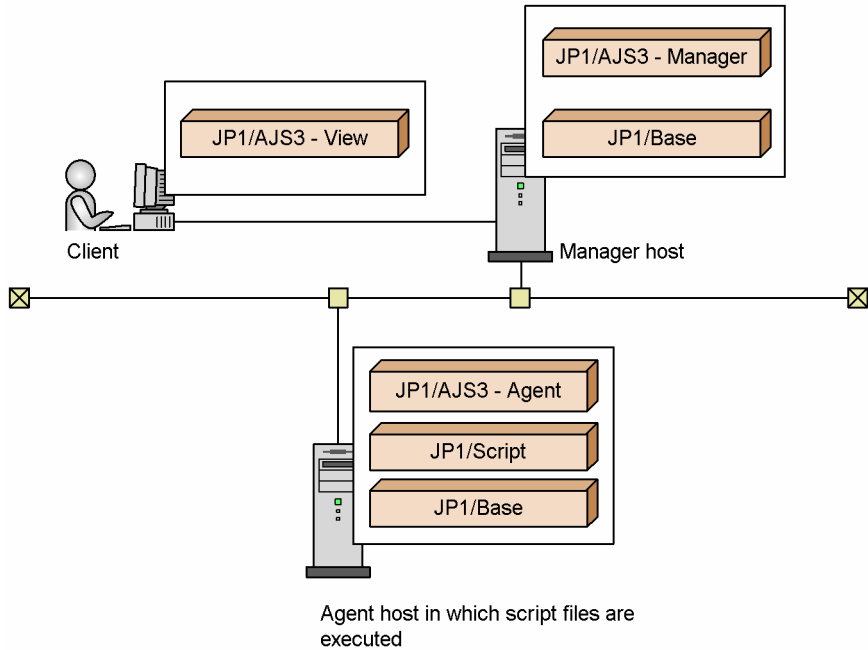 JP1/AJS3 - Manager
JP1/AJS3 - View
JP1/Base
Client
Manager host
JP1/AJS3 - Agent
JP1/Script
JP1/Base
Agent host in which script files are
executed